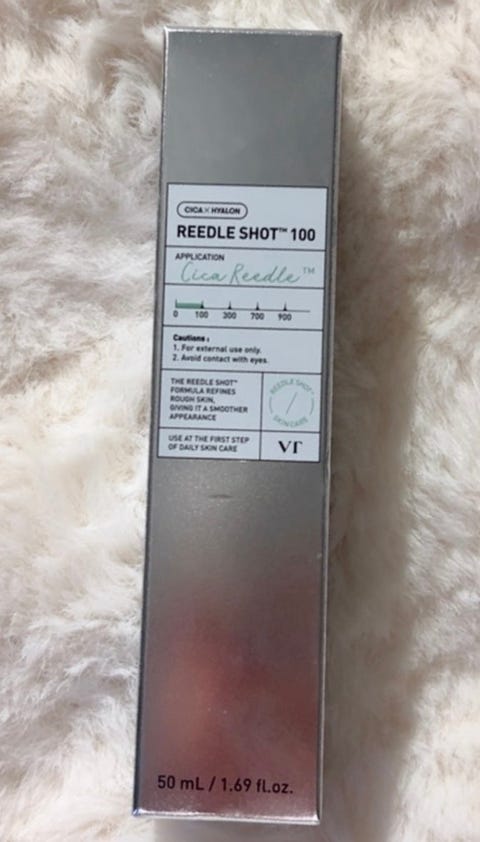 CICA × HYALON
REEDLE SHOT™ 100
APPLICATION
Cica Reedle™
0 100 300 700 900
Cautions :
1. For external use only.
2. Avoid contact with eyes.
THE REEDLE SHOT™
FORMULA REFINES
ROUGH SKIN,
GIVING IT A SMOOTHER
APPEARANCE
REEDLE SHOT™
SKIN CARE
USE AT THE FIRST STEP
OF DAILY SKIN CARE
VT
50 mL / 1.69 fl.oz.